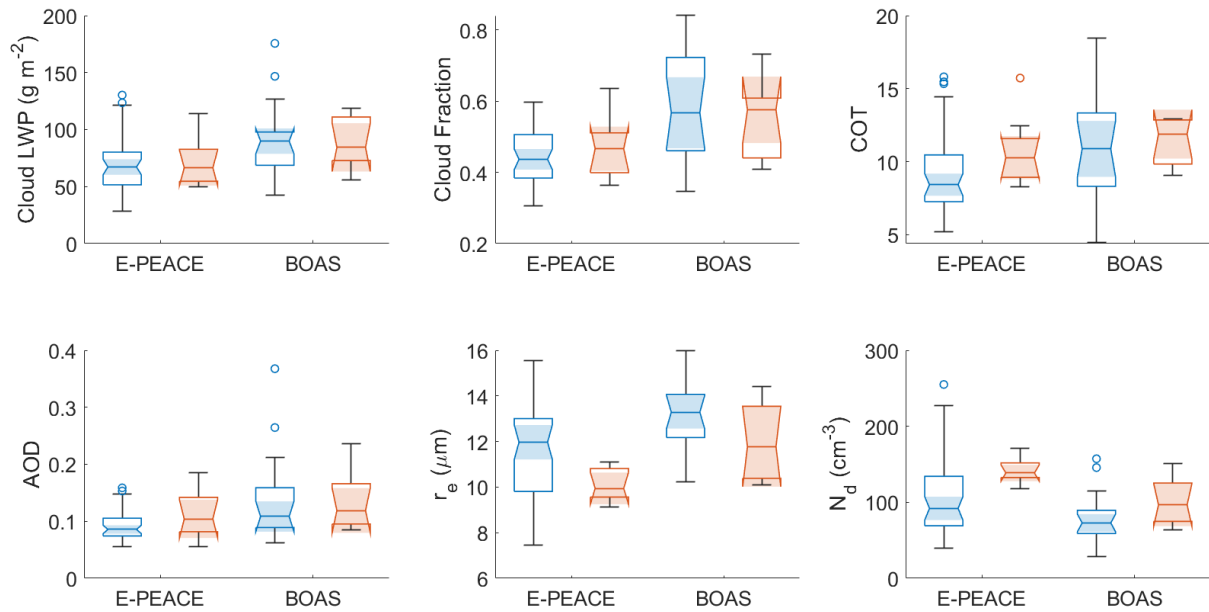 Cloud LWP (g m⁻²)
200
150
100
50
0
E-PEACE BOAS
Cloud Fraction
0.8
0.6
0.4
0.2
E-PEACE BOAS
COT
20
15
10
5
E-PEACE BOAS
AOD
0.4
0.3
0.2
0.1
0
E-PEACE BOAS
r_e (μm)
16
14
12
10
8
6
E-PEACE BOAS
N_d (cm⁻³)
300
200
100
0
E-PEACE BOAS